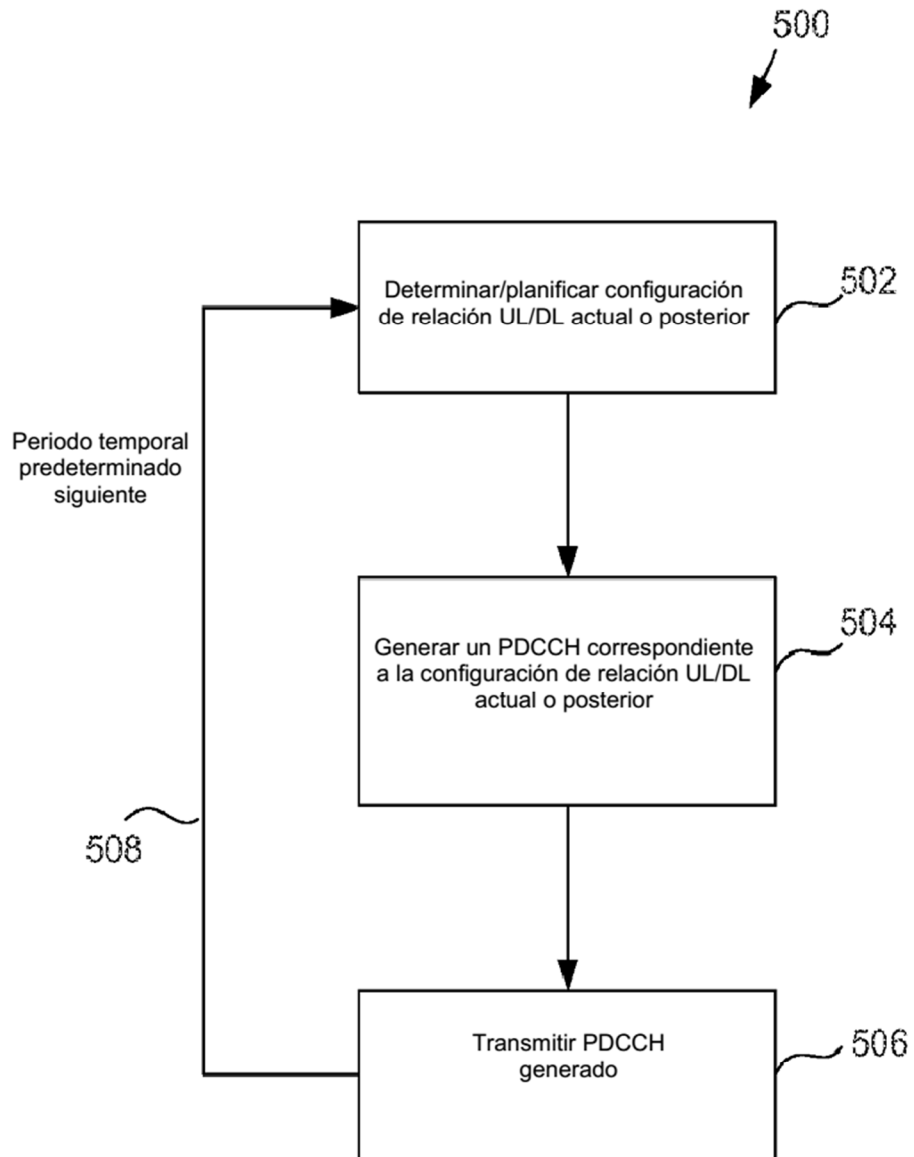 500
Determinar/planificar configuración
de relación UL/DL actual o posterior
502
Periodo temporal
predeterminado
siguiente
Generar un PDCCH correspondiente
a la configuración de relación UL/DL
actual o posterior
504
508
Transmitir PDCCH
generado
506